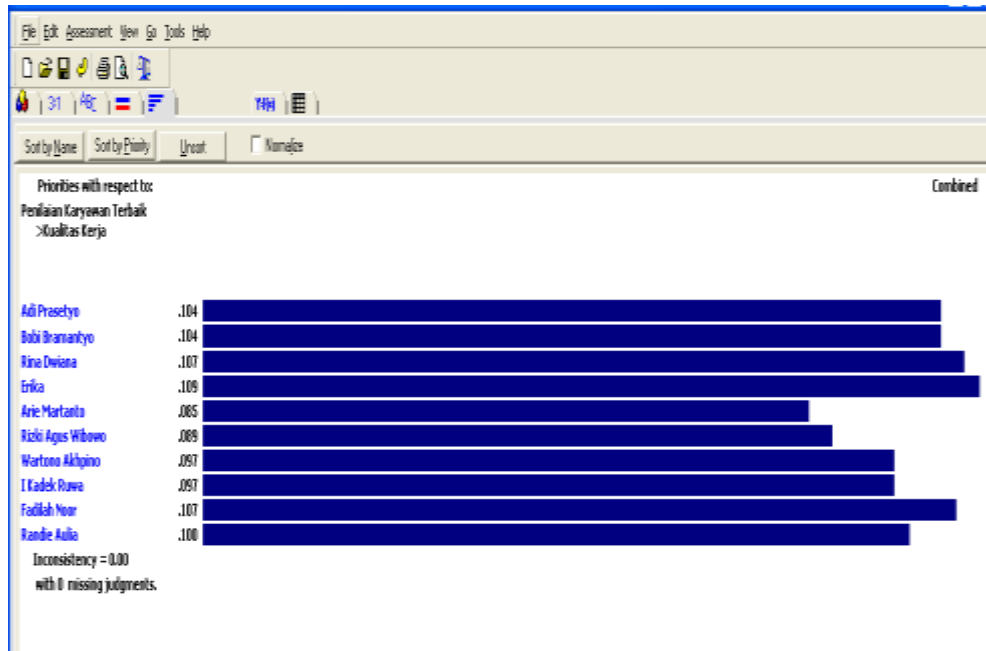 File Edit Assessment View Go Tools Help
3:1 ABC
Sort by Name Sort by Priority Unsort Normalize
Priorities with respect to: Combined
Penilaian Karyawan Terbaik
>Kualitas Kerja
Adi Prasetyo .104
Bobi Bramantyo .104
Rina Dwiana .107
Erika .109
Arie Martanto .085
Rizki Agus Wibowo .089
Wartono Akhpino .097
I Kadek Ruwa .097
Fadilah Noor .107
Randie Aulia .100
Inconsistency = 0.00
with 0 missing judgments.